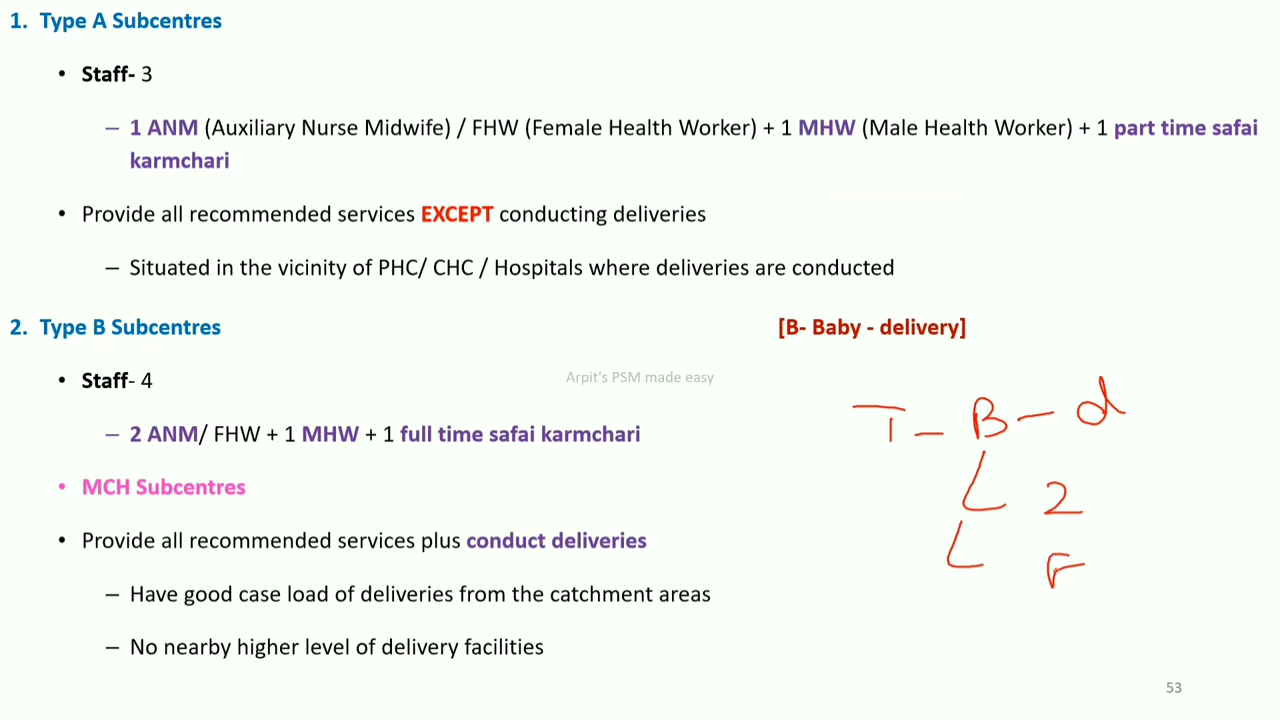 1. Type A Subcentres
• Staff- 3
– 1 ANM (Auxiliary Nurse Midwife) / FHW (Female Health Worker) + 1 MHW (Male Health Worker) + 1 part time safai
karmchari
• Provide all recommended services EXCEPT conducting deliveries
– Situated in the vicinity of PHC/ CHC / Hospitals where deliveries are conducted
2. Type B Subcentres [B- Baby - delivery]
• Staff- 4
Arpit's PSM made easy
T - B - d
– 2 ANM/ FHW + 1 MHW + 1 full time safai karmchari
• MCH Subcentres
2
• Provide all recommended services plus conduct deliveries
F
– Have good case load of deliveries from the catchment areas
– No nearby higher level of delivery facilities
53